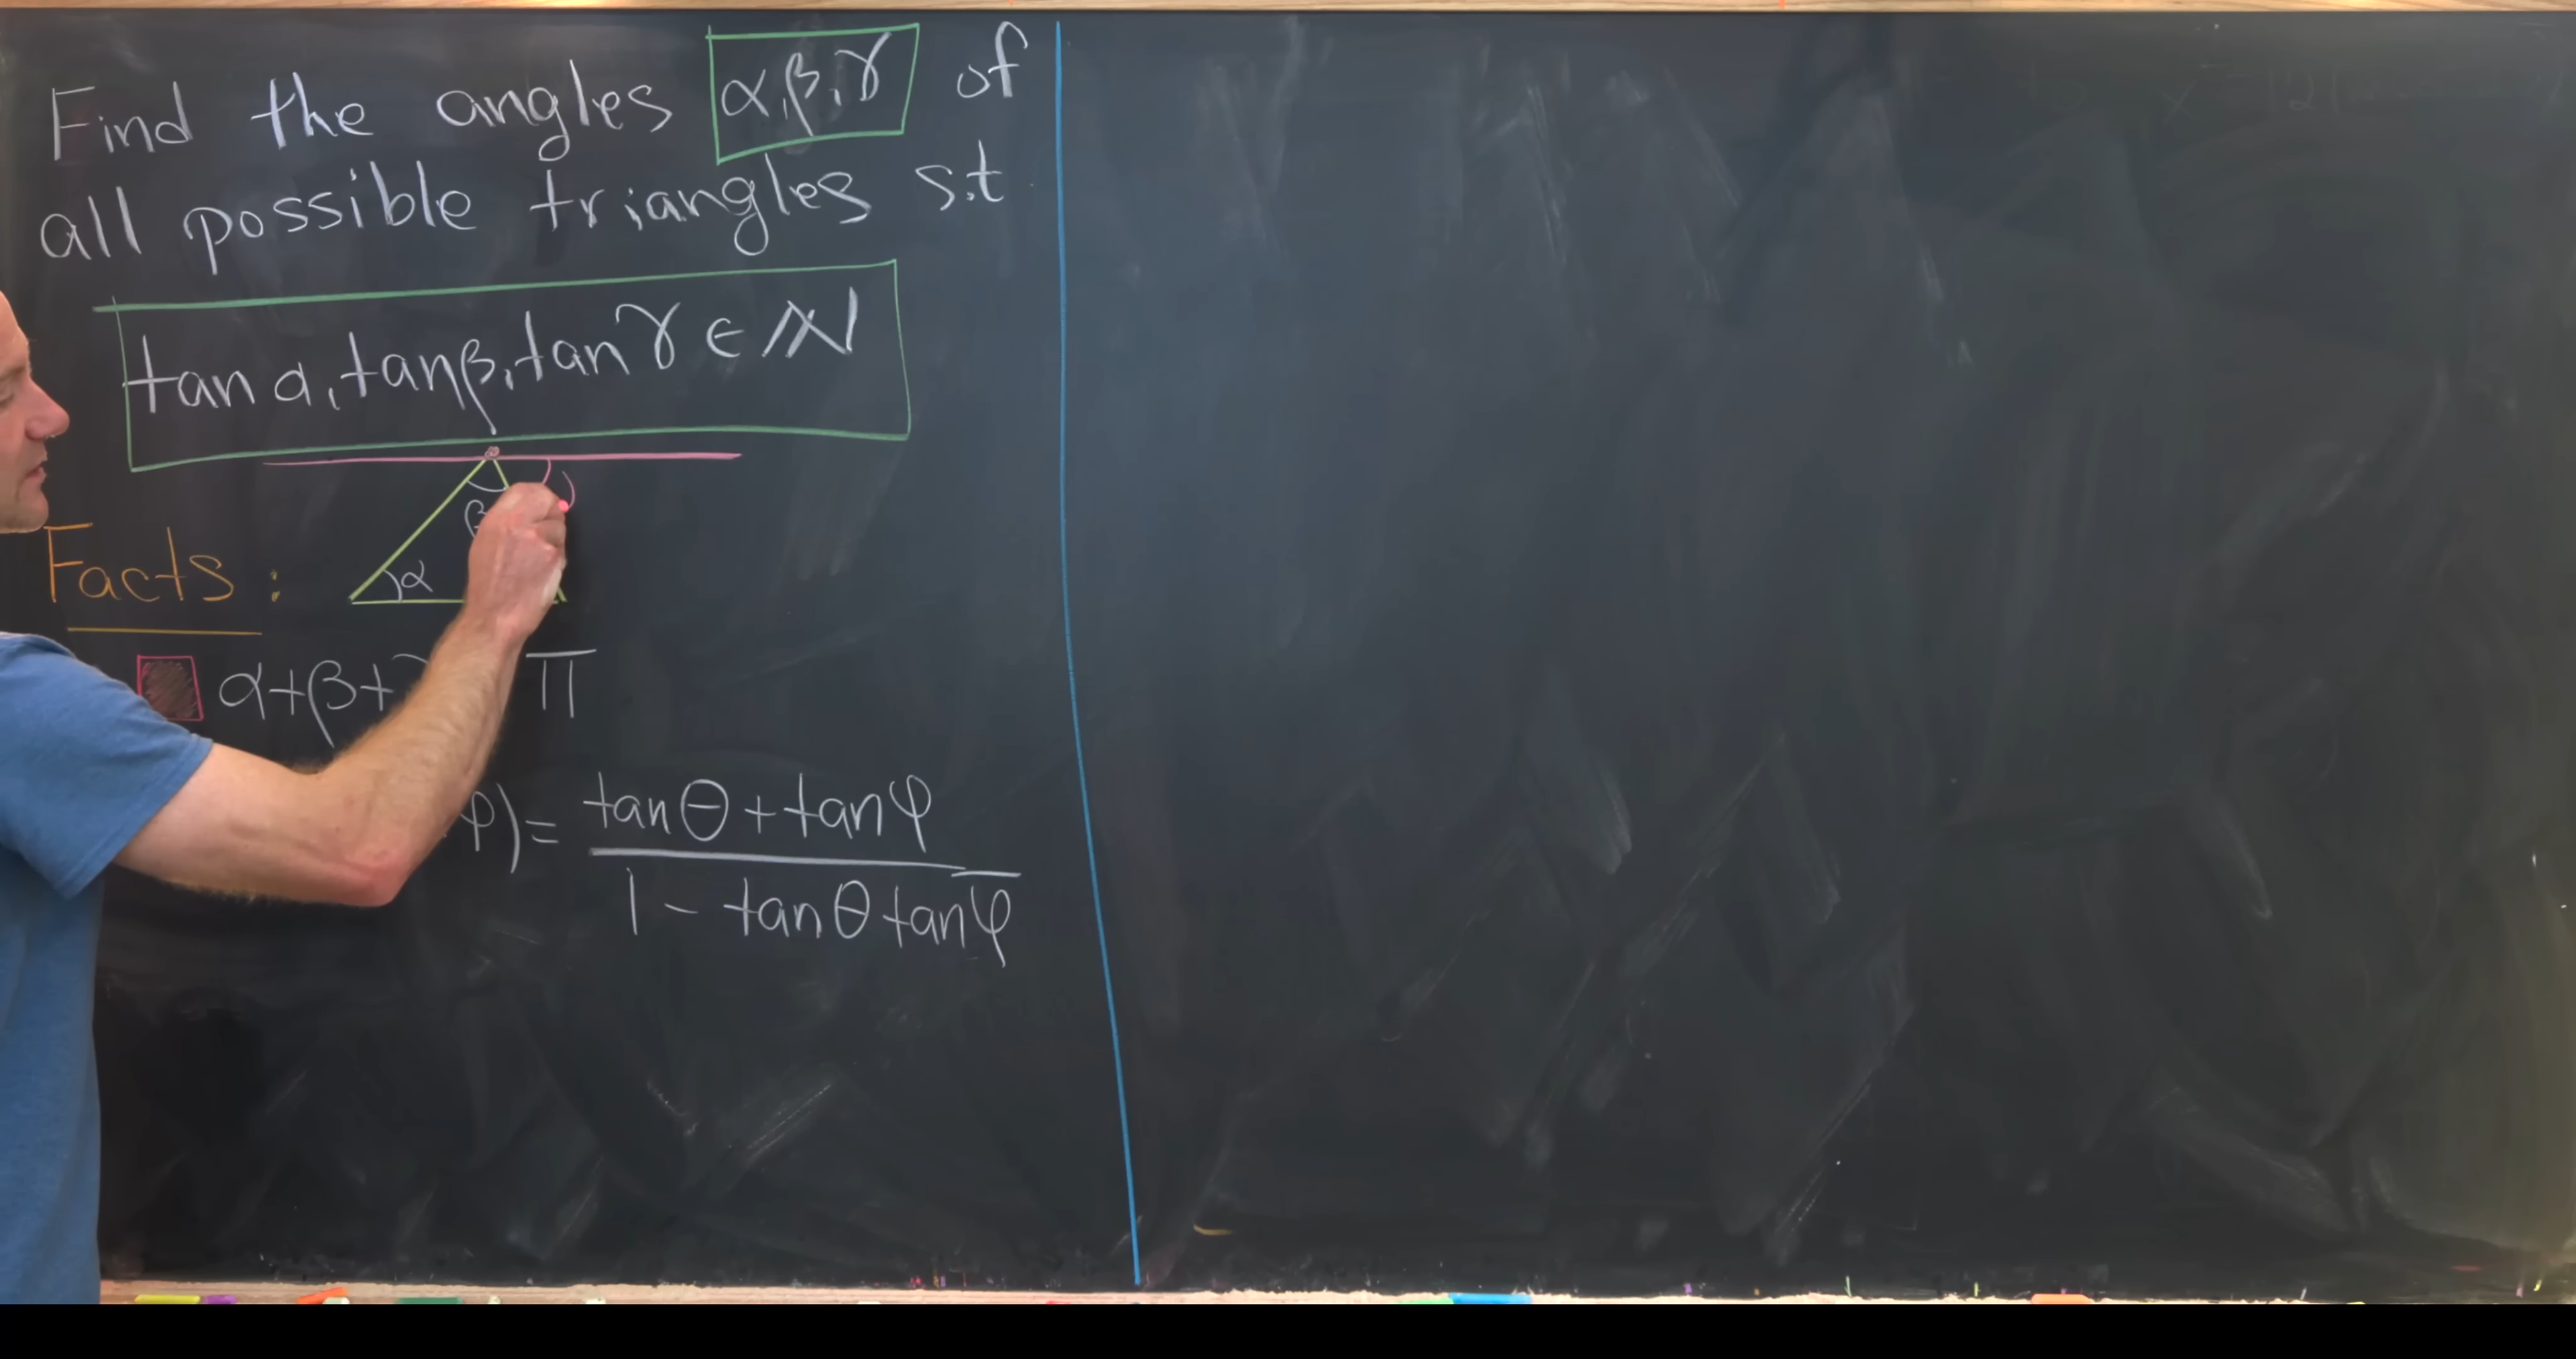 Find the angles α,β,γ of
all possible triangles s.t
tan α, tan β, tan γ ∈ ℕ
β
Facts :
α
α+β+γ π
φ) = tan θ + tan φ
1 - tan θ tan φ